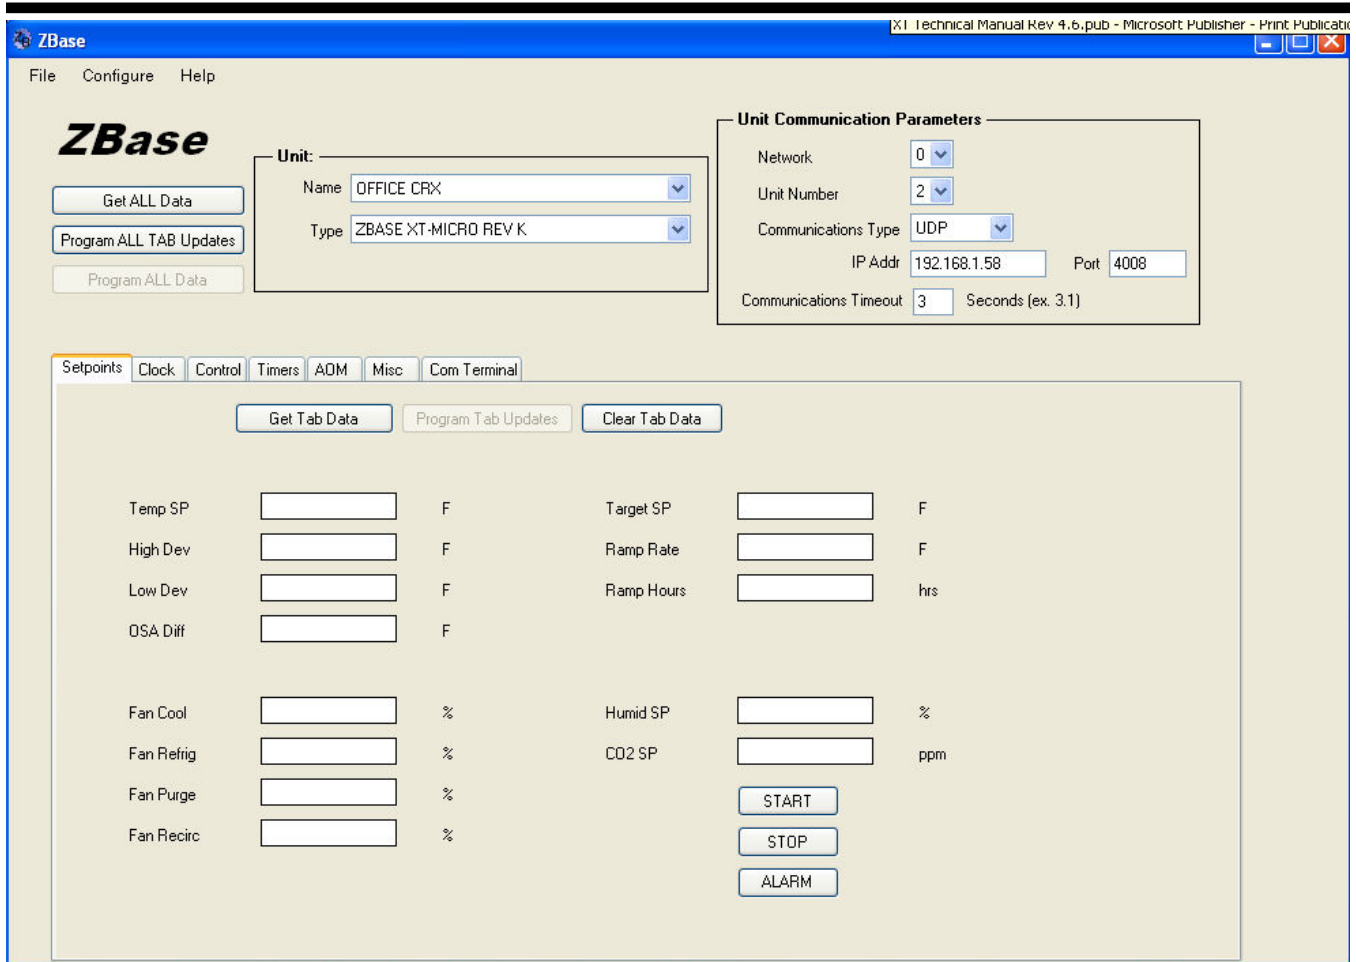 XT Technical Manual Rev 4.6.pub - Microsoft Publisher - Print Publicatio
ZBase
File Configure Help
ZBase
Get ALL Data
Program ALL TAB Updates
Program ALL Data
Unit:
Name OFFICE CRX
Type ZBASE XT-MICRO REV K
Unit Communication Parameters
Network 0
Unit Number 2
Communications Type UDP
IP Addr 192.168.1.58 Port 4008
Communications Timeout 3 Seconds (ex. 3.1)
Setpoints Clock Control Timers AOM Misc Com Terminal
Get Tab Data Program Tab Updates Clear Tab Data
Temp SP F Target SP F
High Dev F Ramp Rate F
Low Dev F Ramp Hours hrs
OSA Diff F
Fan Cool % Humid SP %
Fan Refrig % CO2 SP ppm
Fan Purge % START
Fan Recirc % STOP
ALARM